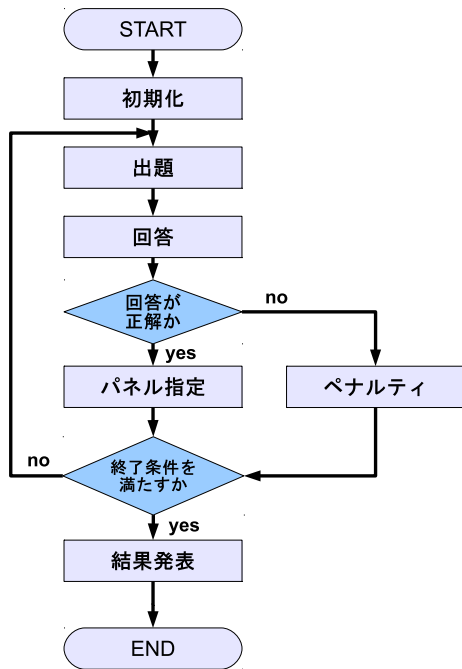 START
初期化
出題
回答
回答が
正解か
no
yes
パネル指定
ペナルティ
終了条件を
満たすか
no
yes
結果発表
END